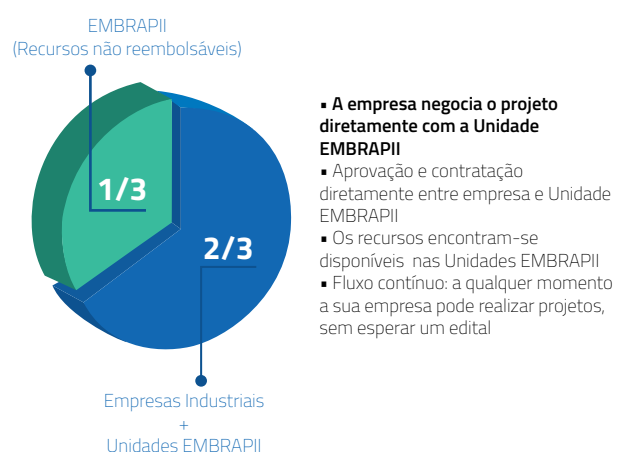 EMBRAPII
(Recursos não reembolsáveis)
1/3
2/3
Empresas Industriais
+
Unidades EMBRAPII
▪ A empresa negocia o projeto
diretamente com a Unidade
EMBRAPII
▪ Aprovação e contratação
diretamente entre empresa e Unidade
EMBRAPII
▪ Os recursos encontram-se
disponíveis nas Unidades EMBRAPII
▪ Fluxo contínuo: a qualquer momento
a sua empresa pode realizar projetos,
sem esperar um edital